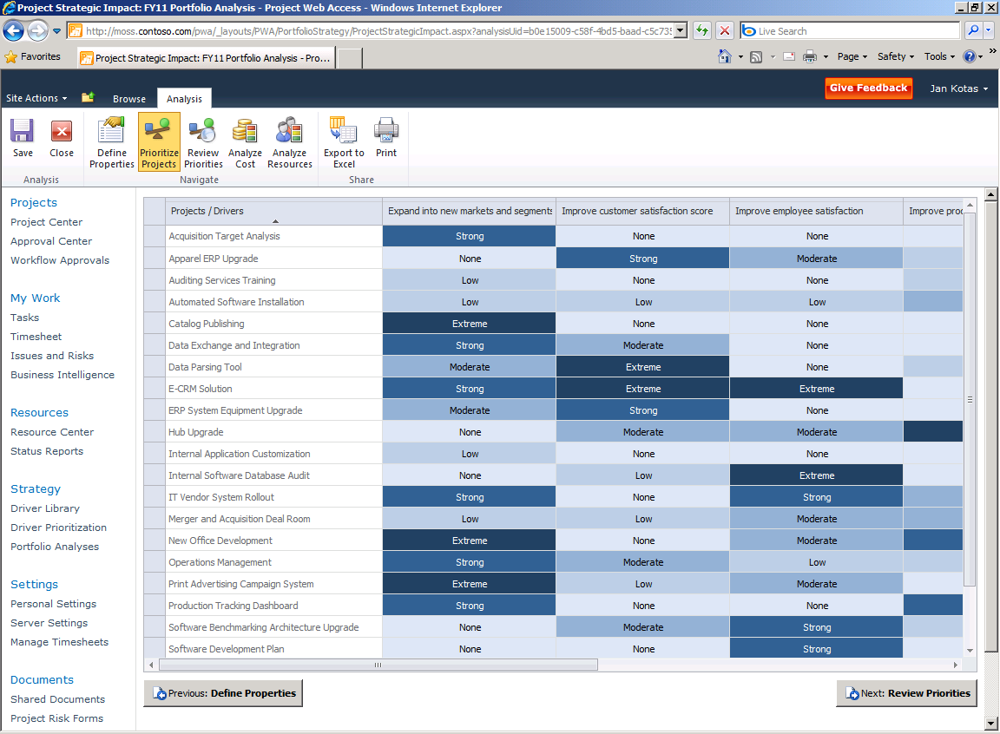 Project Strategic Impact: FY11 Portfolio Analysis - Project Web Access - Windows Internet Explorer
http://moss.contoso.com/pwa/_layouts/PWA/PortfolioStrategy/ProjectStrategicImpact.aspx?analysisUid=b0e15009-c58f-4bd5-baad-c5c735
Live Search
Favorites
Project Strategic Impact: FY11 Portfolio Analysis - Pro...
Page Safety Tools
Site Actions Browse Analysis
Give Feedback Jan Kotas
Save
Close
Define Properties
Prioritize Projects
Review Priorities
Analyze Cost
Analyze Resources
Export to Excel
Print
Analysis Navigate Share
Projects
Project Center
Approval Center
Workflow Approvals
My Work
Tasks
Timesheet
Issues and Risks
Business Intelligence
Resources
Resource Center
Status Reports
Strategy
Driver Library
Driver Prioritization
Portfolio Analyses
Settings
Personal Settings
Server Settings
Manage Timesheets
Documents
Shared Documents
Project Risk Forms
Projects / Drivers Expand into new markets and segments Improve customer satisfaction score Improve employee satisfaction Improve
Acquisition Target Analysis Strong None None
Apparel ERP Upgrade None Strong Moderate
Auditing Services Training Low None None
Automated Software Installation Low Low Low
Catalog Publishing Extreme None None
Data Exchange and Integration Strong Moderate None
Data Parsing Tool Moderate Extreme None
E-CRM Solution Strong Extreme Extreme
ERP System Equipment Upgrade Moderate Strong None
Hub Upgrade None Moderate Moderate
Internal Application Customization Low None None
Internal Software Database Audit None Low Extreme
IT Vendor System Rollout Strong None Strong
Merger and Acquisition Deal Room Low Low Moderate
New Office Development Extreme None Moderate
Operations Management Strong Moderate Low
Print Advertising Campaign System Extreme Low Moderate
Production Tracking Dashboard Strong None None
Software Benchmarking Architecture Upgrade None Moderate Strong
Software Development Plan None None Strong
Previous: Define Properties
Next: Review Priorities